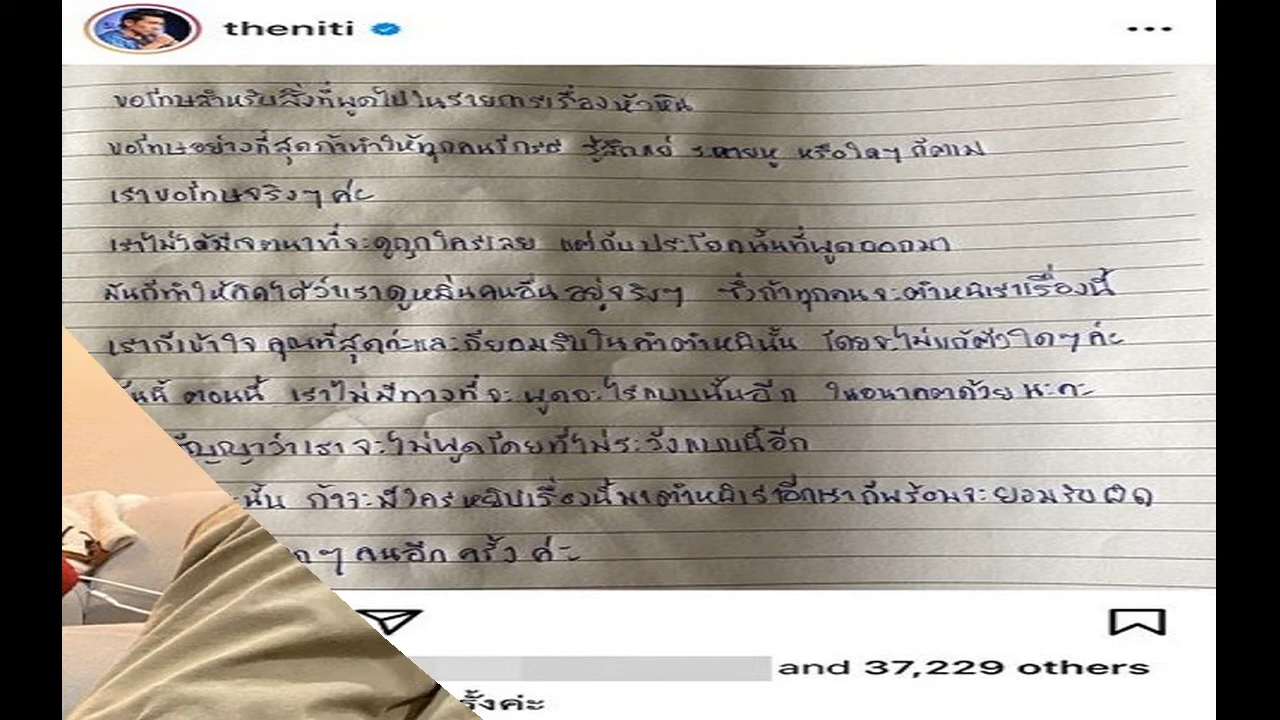 theniti
ขอโทษสำหรับสิ่งที่พูดไปในรายการเรื่องหัวหิน
ขอโทษอย่างที่สุดถ้าทำให้ทุกคนโกรธ รู้สึกแย่ ระคายหู หรือใดๆ ก็ตาม
เราขอโทษจริงๆ ค่ะ
เราไม่ได้มีเจตนาที่จะดูถูกใครเลย แต่กับประโยคนั้นที่พูดออกมา
มันก็ทำให้คิดได้ว่าเราดูหมิ่นคนอื่นอยู่จริงๆ ซึ่งถ้าทุกคนจะตำหนิเราเรื่องนี้
เราก็เข้าใจคุณที่สุดค่ะและก็ยอมรับในคำตำหนินั้น โดยจะไม่แก้ตัวใดๆ ค่ะ
วันนี้ ตอนนี้ เราไม่มีทางที่จะพูดอะไรแบบนั้นอีก ในอนาคตด้วยนะคะ
สัญญาว่าเราจะไม่พูดโดยที่ไม่ระวังแบบนี้อีก
นั้น ถ้าจะมีใครหยิบเรื่องนี้มาตำหนิเราอีกเราก็พร้อมจะยอมรับผิด
ๆ คนอีกครั้ง ค่ะ
and 37,229 others
รั้งค่ะ